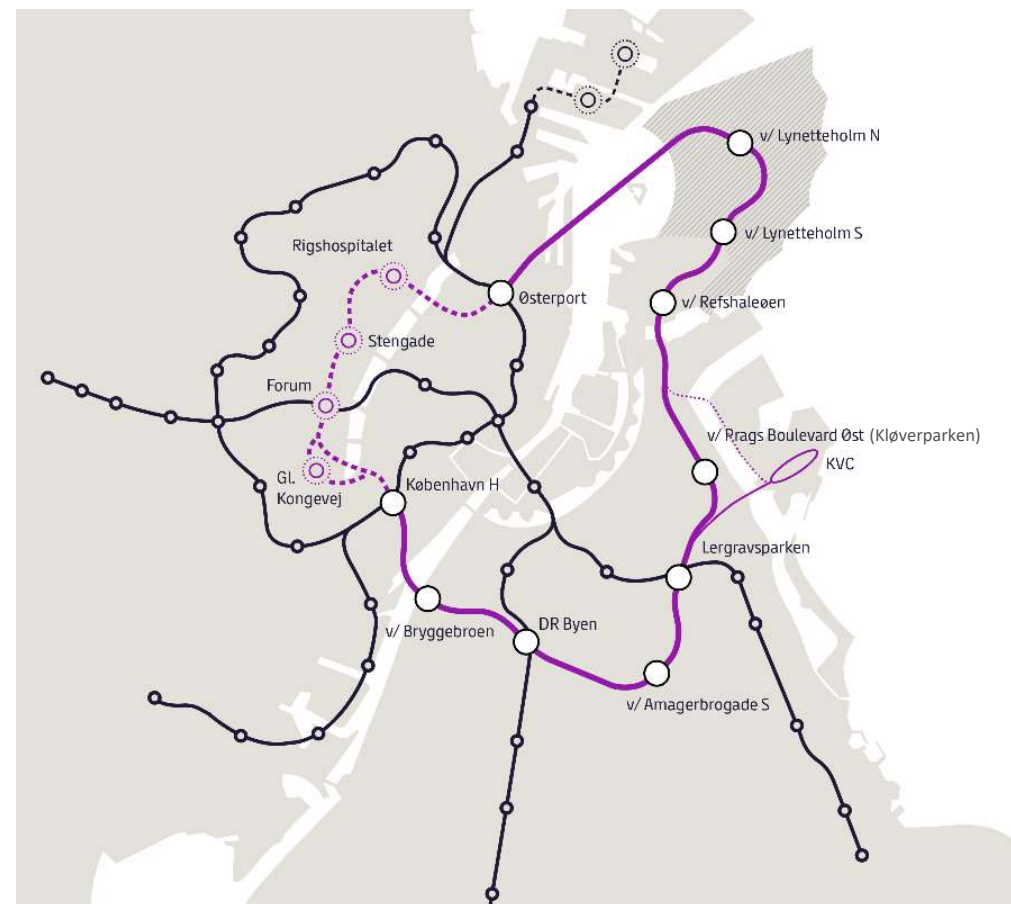 v/ Lynetteholm N
v/ Lynetteholm S
Rigshospitalet
Østerport
v/ Refshaleøen
Stengade
Forum
v/ Prags Boulevard Øst (Kløverparken)
KVC
Gl.
Kongevej
København H
Lergravsparken
v/ Bryggebroen
DR Byen
v/ Amagerbrogade S